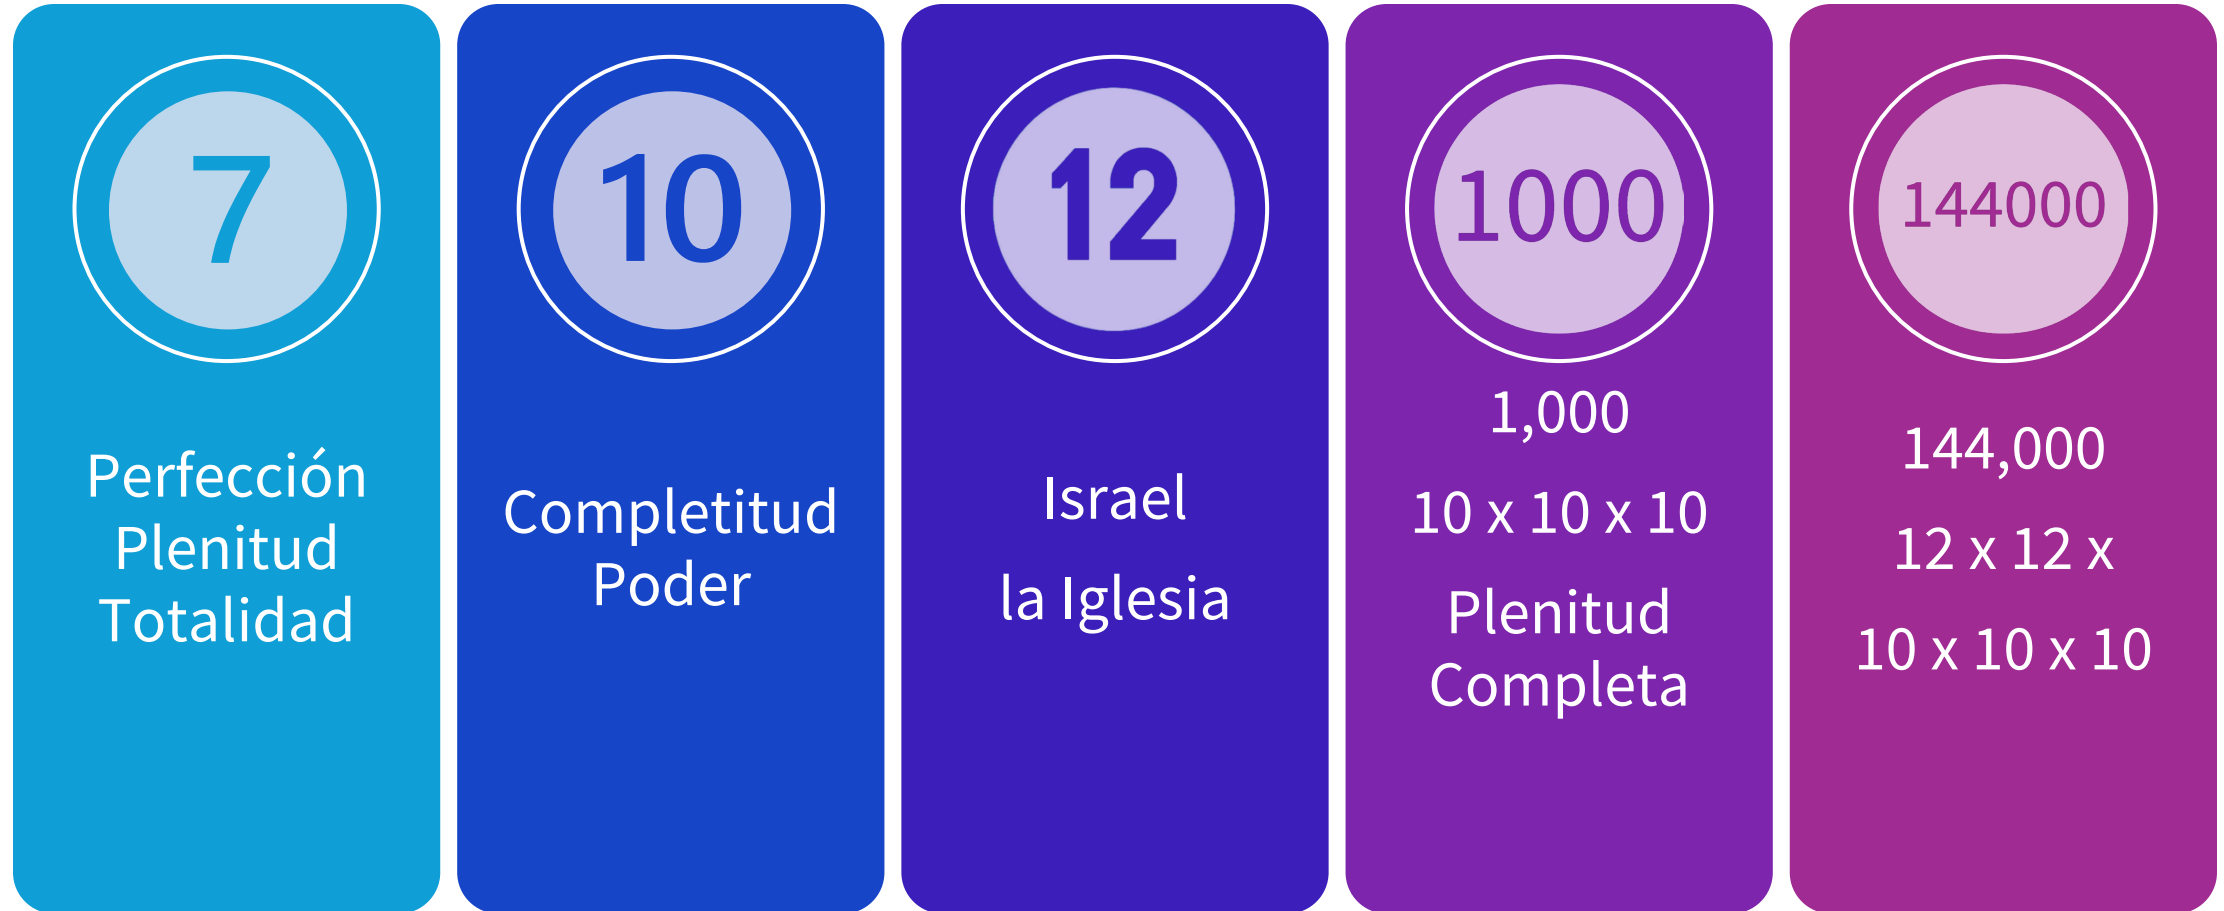 7
Perfección
Plenitud
Totalidad
10
Completitud
Poder
12
Israel
la Iglesia
1000
1,000
10 x 10 x 10
Plenitud
Completa
144000
144,000
12 x 12 x
10 x 10 x 10